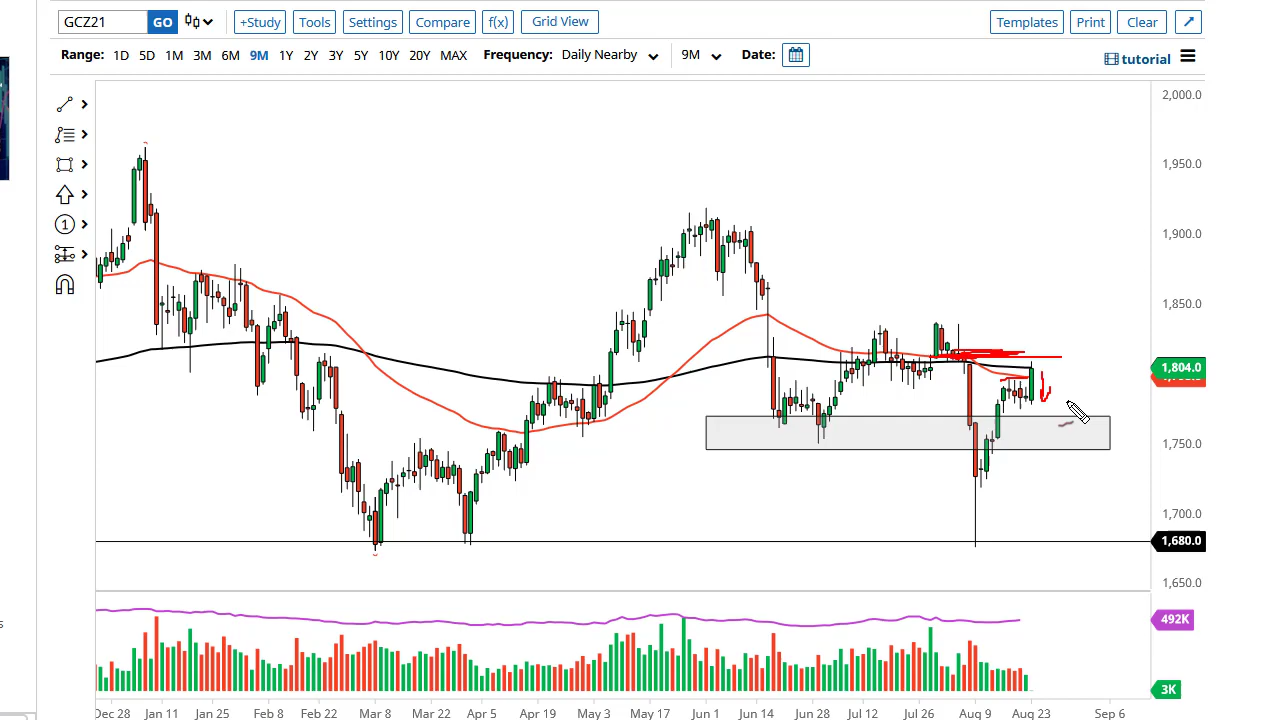 GCZ21 GO +Study Tools Settings Compare f(x) Grid View Templates Print Clear
Range: 1D 5D 1M 3M 6M 9M 1Y 2Y 3Y 5Y 10Y 20Y MAX Frequency: Daily Nearby 9M Date: tutorial
1
2,000.0
1,950.0
1,900.0
1,850.0
1,804.0
1,750.0
1,700.0
1,680.0
1,650.0
492K
3K
Dec 28 Jan 11 Jan 25 Feb 8 Feb 22 Mar 8 Mar 22 Apr 5 Apr 19 May 3 May 17 Jun 1 Jun 14 Jun 28 Jul 12 Jul 26 Aug 9 Aug 23 Sep 6